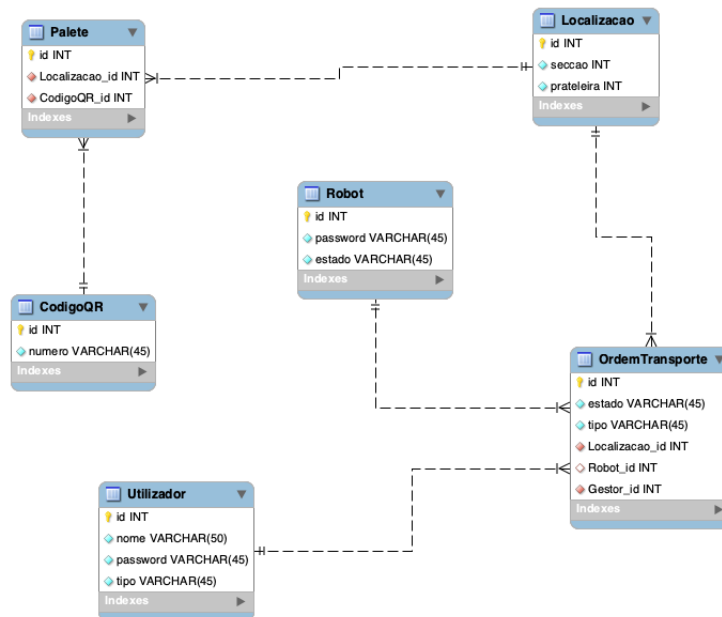 Palete
id INT
Localizacao_id INT
CodigoQR_id INT
Indexes
Localizacao
id INT
seccao INT
prateleira INT
Indexes
Robot
id INT
password VARCHAR(45)
estado VARCHAR(45)
Indexes
CodigoQR
id INT
numero VARCHAR(45)
Indexes
OrdemTransporte
id INT
estado VARCHAR(45)
tipo VARCHAR(45)
Localizacao_id INT
Robot_id INT
Gestor_id INT
Indexes
Utilizador
id INT
nome VARCHAR(50)
password VARCHAR(45)
tipo VARCHAR(45)
Indexes